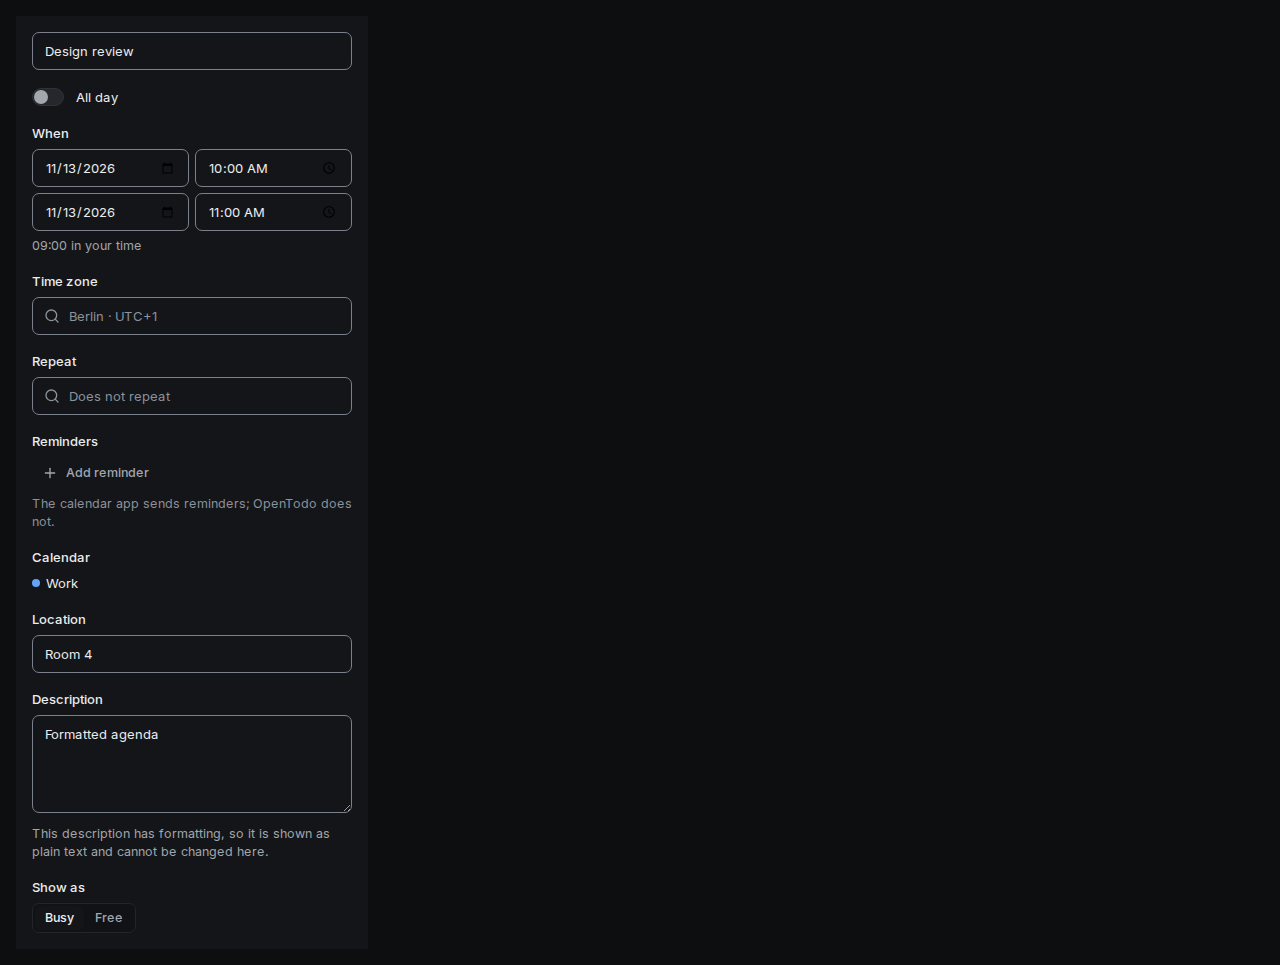 Design review
All day
When
11/13/2026 10:00 AM
11/13/2026 11:00 AM
09:00 in your time
Time zone
Berlin · UTC+1
Repeat
Does not repeat
Reminders
Add reminder
The calendar app sends reminders; OpenTodo does
not.
Calendar
Work
Location
Room 4
Description
Formatted agenda
This description has formatting, so it is shown as
plain text and cannot be changed here.
Show as
Busy Free